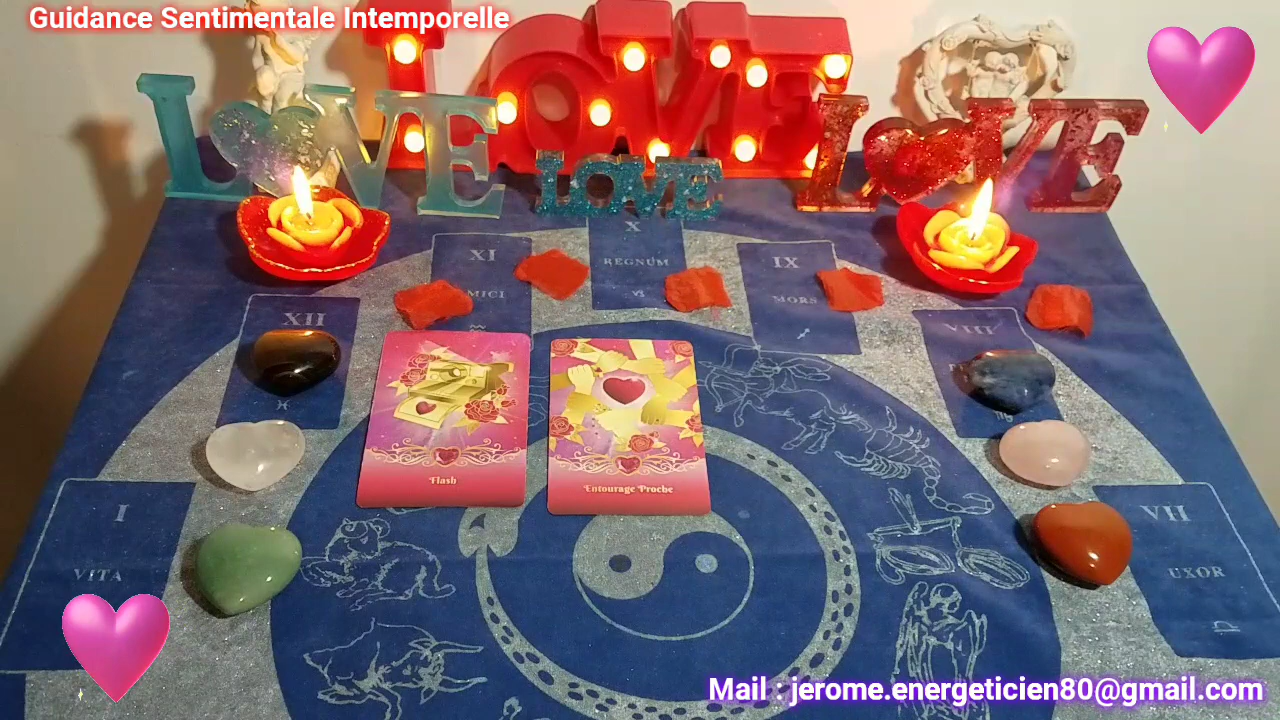 Guidance Sentimentale Intemporelle
LOVE
LOVE
LOVE
LOVE
X
REGNUM
XI
IX
MORS
XII
VIII
Flash
Entourage Proche
I
VITA
VII
UXOR
Mail : jerome.energeticien80@gmail.com